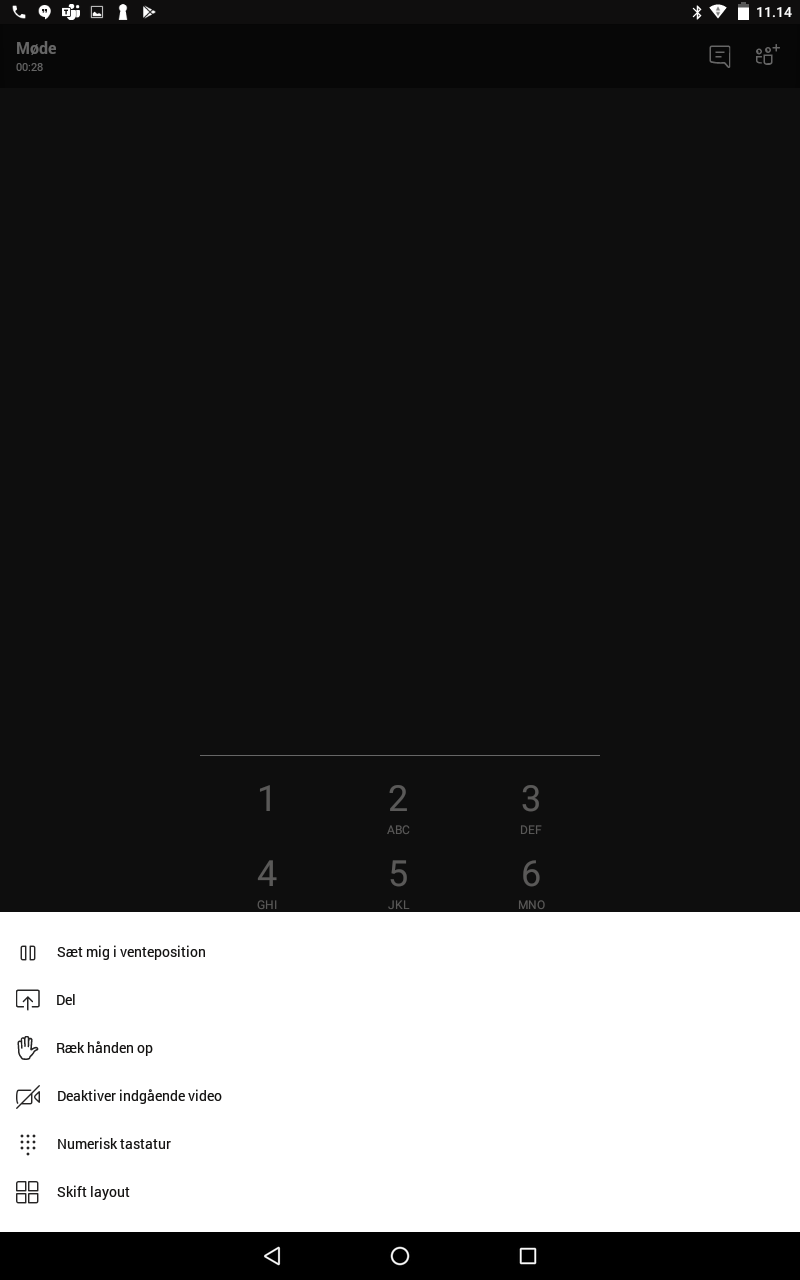 11.14
Møde
00:28
1 2 3
ABC DEF
4 5 6
GHI JKL MNO
Sæt mig i venteposition
Del
Ræk hånden op
Deaktiver indgående video
Numerisk tastatur
Skift layout